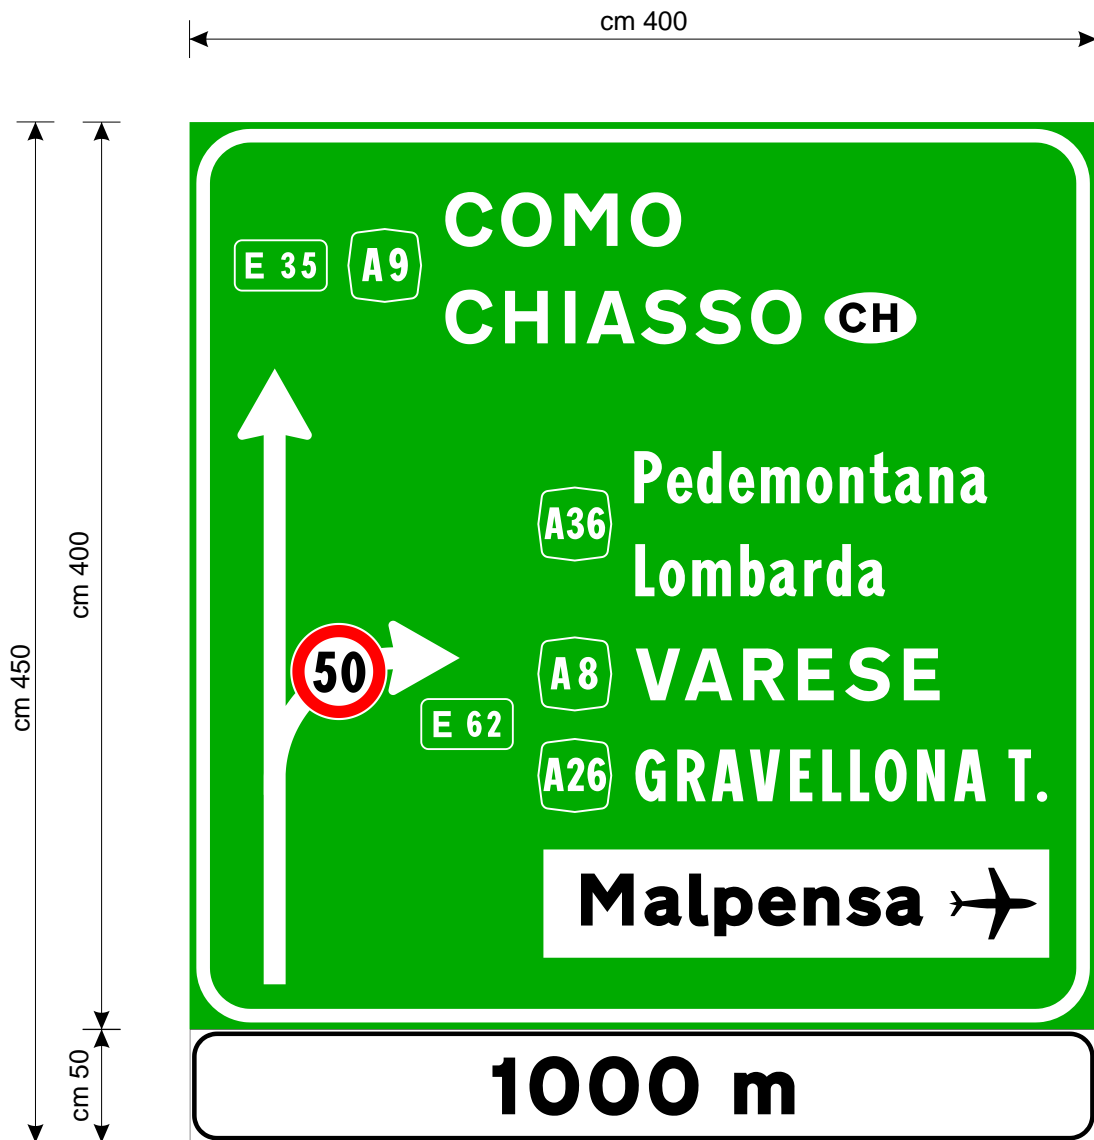 cm 400
COMO
E 35 A9
CHIASSO CH
Pedemontana
A36
Lombarda
50
A 8 VARESE
E 62
A26 GRAVELLONA T.
Malpensa
1000 m
cm 400
cm 450
cm 50